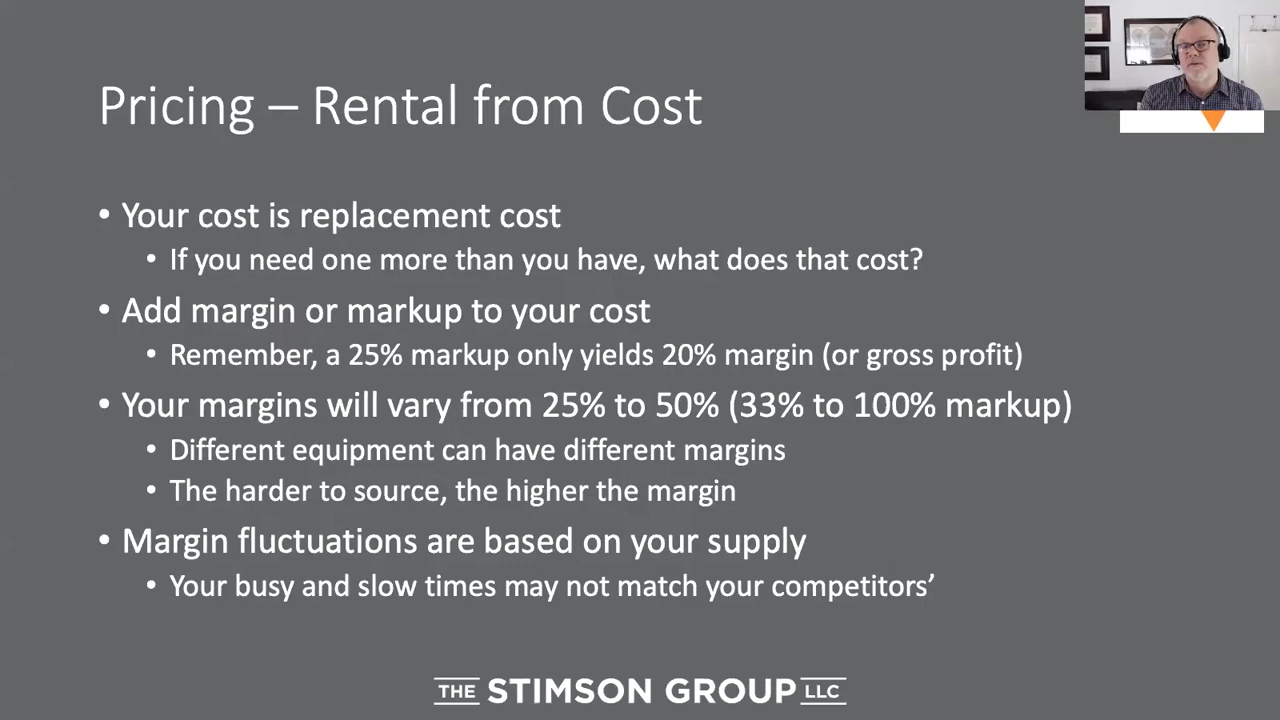 Pricing – Rental from Cost
• Your cost is replacement cost
• If you need one more than you have, what does that cost?
• Add margin or markup to your cost
• Remember, a 25% markup only yields 20% margin (or gross profit)
• Your margins will vary from 25% to 50% (33% to 100% markup)
• Different equipment can have different margins
• The harder to source, the higher the margin
• Margin fluctuations are based on your supply
• Your busy and slow times may not match your competitors’
THE STIMSON GROUP LLC